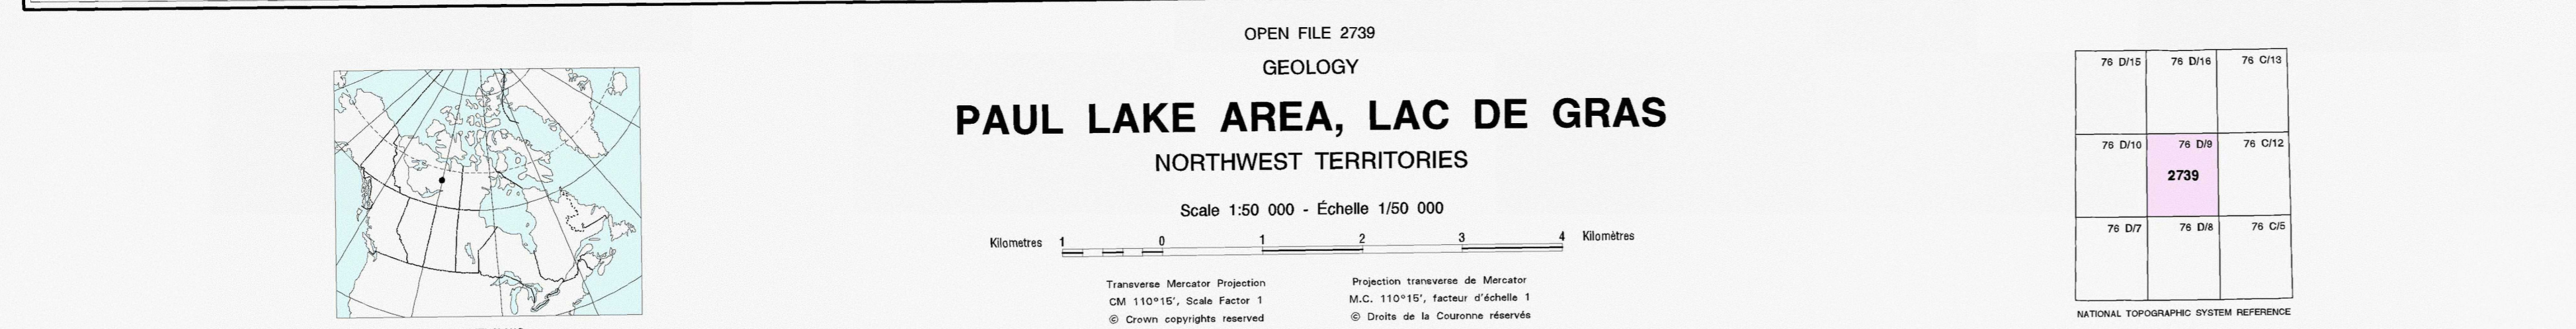 OPEN FILE 2739
GEOLOGY
PAUL LAKE AREA, LAC DE GRAS
NORTHWEST TERRITORIES
Scale 1:50 000 - Échelle 1/50 000
Kilometres 1 0 1 2 3 4 Kilomètres
Transverse Mercator Projection
CM 110°15', Scale Factor 1
© Crown copyrights reserved
Projection transverse de Mercator
M.C. 110°15', facteur d'échelle 1
© Droits de la Couronne réservés
76 D/15 76 D/16 76 C/13
76 D/10 76 D/9 76 C/12
2739
76 D/7 76 D/8 76 C/5
NATIONAL TOPOGRAPHIC SYSTEM REFERENCE